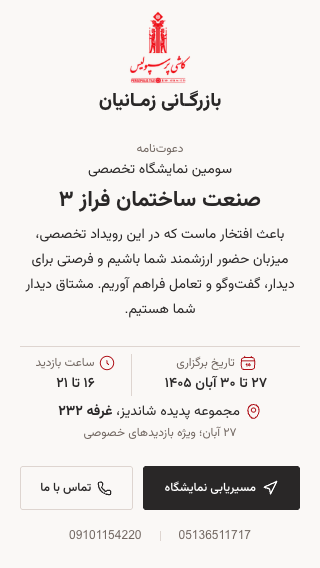 کاشی پرسپولیس
بازرگـانی زمـانیان
دعوت‌نامه
سومین نمایشگاه تخصصی
صنعت ساختمان فراز ۳
باعث افتخار ماست که در این رویداد تخصصی،
میزبان حضور ارزشمند شما باشیم و فرصتی برای
دیدار، گفت‌وگو و تعامل فراهم آوریم. مشتاق دیدار
شما هستیم.
تاریخ برگزاری
۲۷ تا ۳۰ آبان ۱۴۰۵
ساعت بازدید
۱۶ تا ۲۱
مجموعه پدیده شاندیز، غرفه ۲۳۲
۲۷ آبان؛ ویژه بازدیدهای خصوصی
مسیریابی نمایشگاه
تماس با ما
05136511717
09101154220